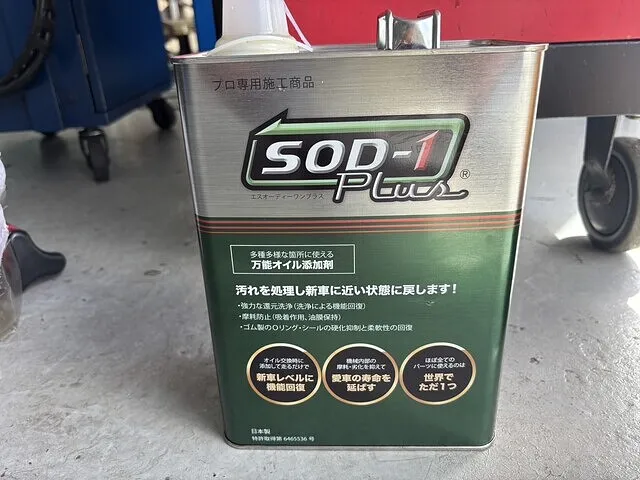 プロ専用施工商品
SOD-1
Plus
®
エスオーディーワンプラス
多種多様な箇所に使える
万能オイル添加剤
汚れを処理し新車に近い状態に戻します！
・強力な還元洗浄（洗浄による機能回復）
・摩耗防止（吸着作用、油膜保持）
・ゴム製のOリング・シールの硬化抑制と柔軟性の回復
オイル交換時に
添加して走るだけで
新車レベルに
機能回復
機械内部の
摩耗・劣化を抑えて
愛車の寿命を
延ばす
ほぼ全ての
パーツに使えるのは
世界で
ただ1つ
日本製
特許取得第 6465536 号